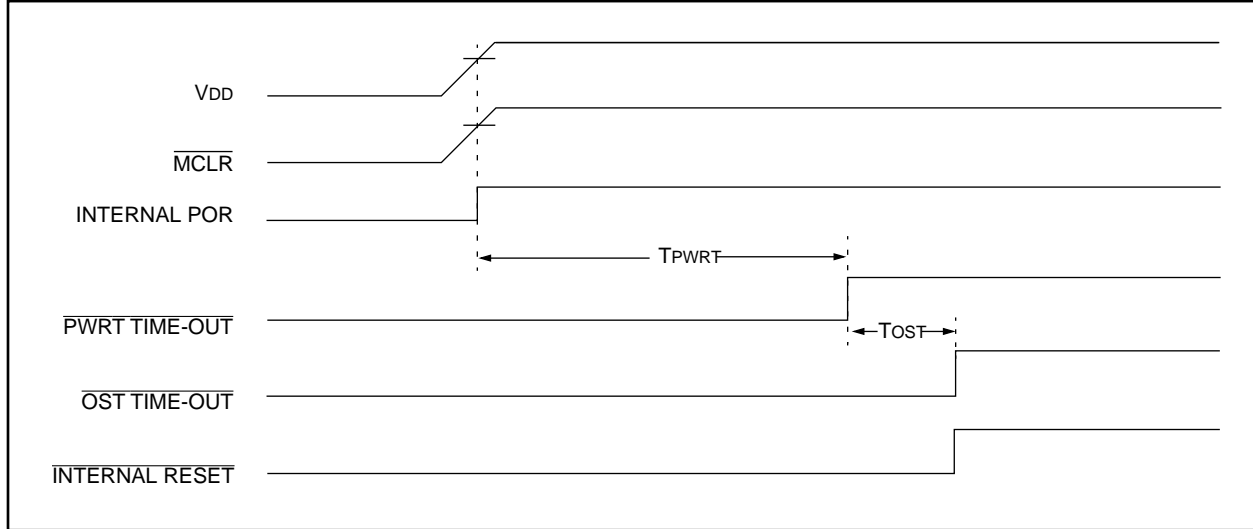 VDD
MCLR
INTERNAL POR
TPWRT
PWRT TIME-OUT
TOST
OST TIME-OUT
INTERNAL RESET